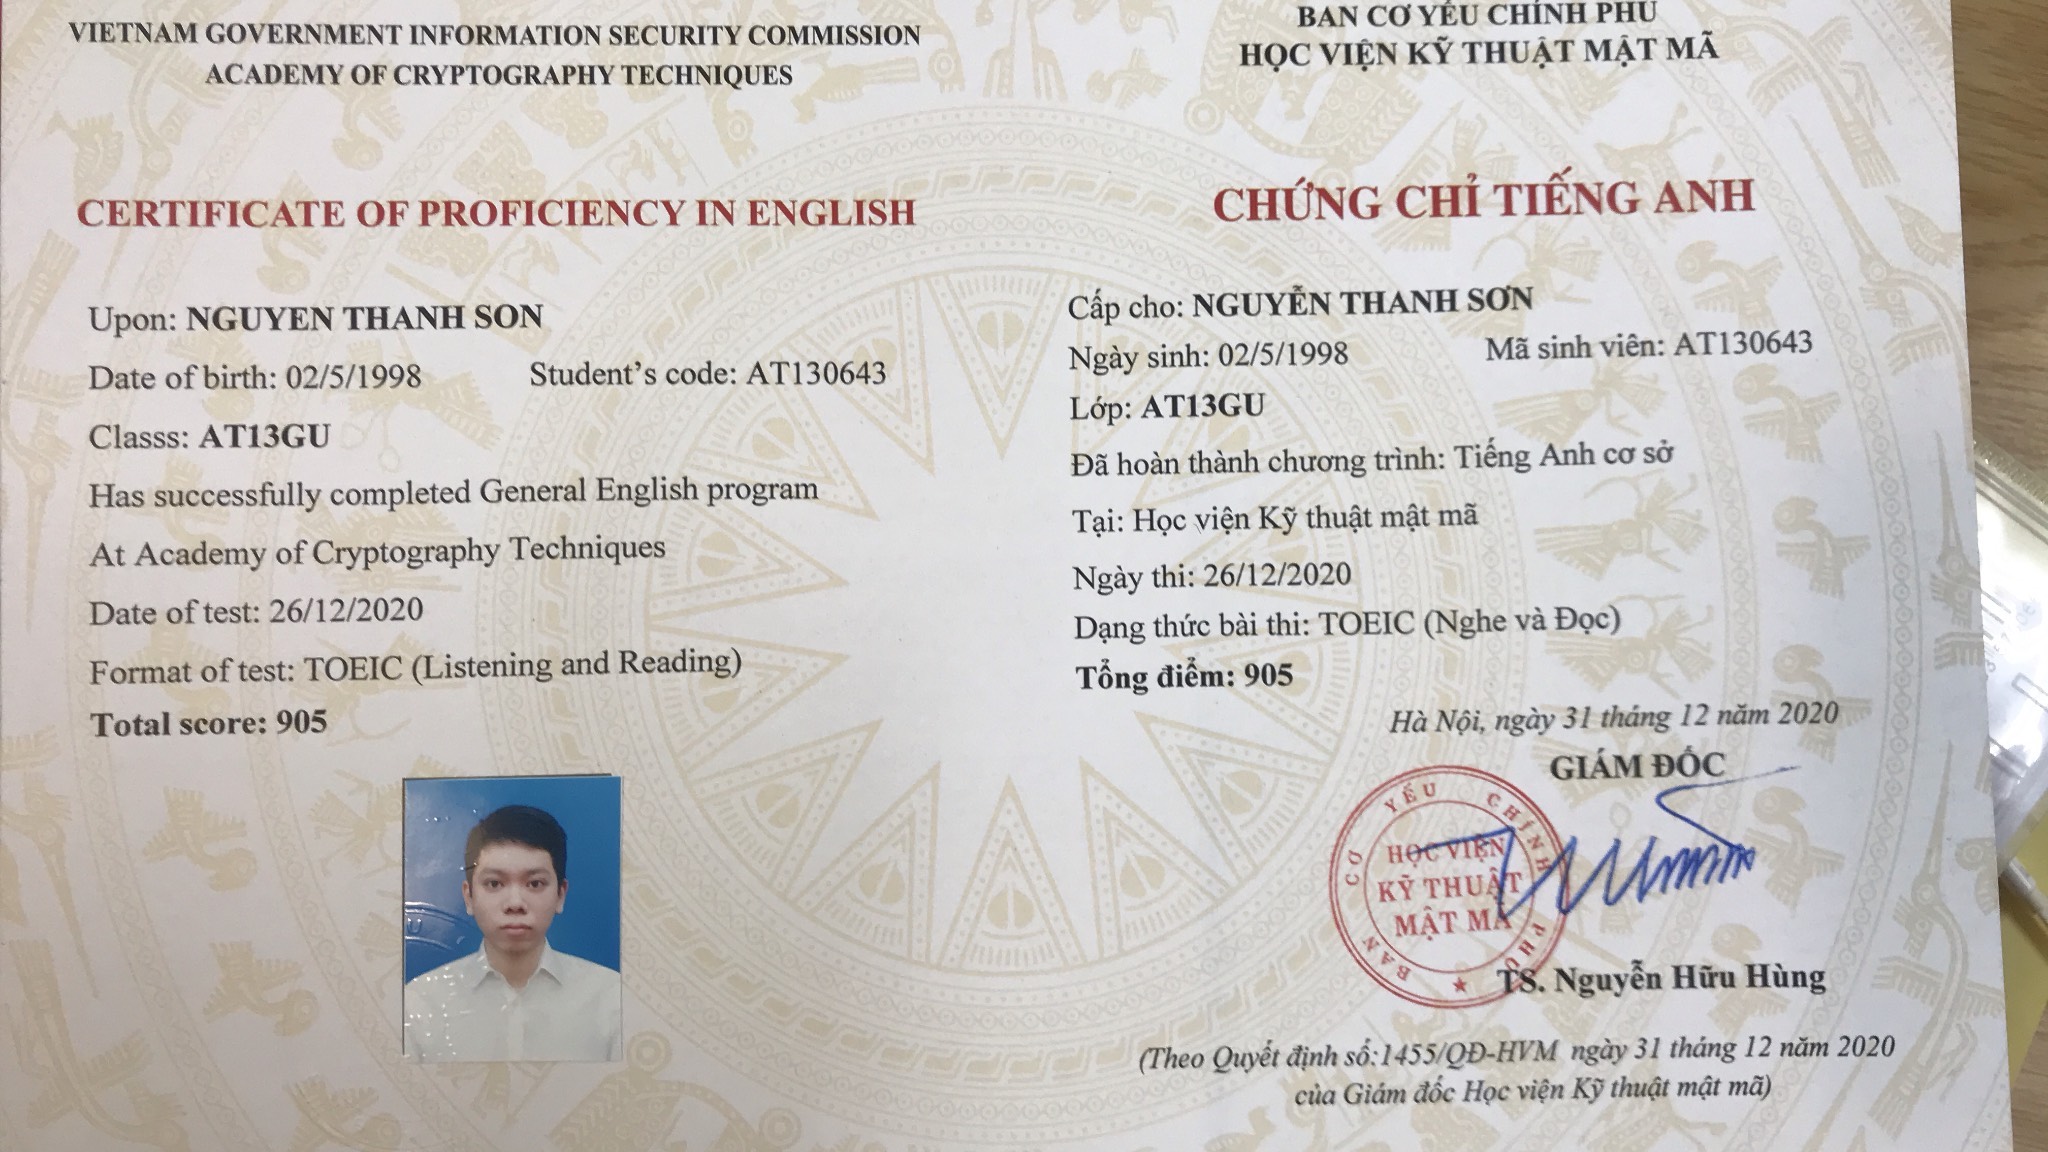 VIETNAM GOVERNMENT INFORMATION SECURITY COMMISSION
ACADEMY OF CRYPTOGRAPHY TECHNIQUES
CERTIFICATE OF PROFICIENCY IN ENGLISH
Upon: NGUYEN THANH SON
Date of birth: 02/5/1998 Student's code: AT130643
Classs: AT13GU
Has successfully completed General English program
At Academy of Cryptography Techniques
Date of test: 26/12/2020
Format of test: TOEIC (Listening and Reading)
Total score: 905
BAN CƠ YẾU CHÍNH PHỦ
HỌC VIỆN KỸ THUẬT MẬT MÃ
CHỨNG CHỈ TIẾNG ANH
Cấp cho: NGUYỄN THANH SƠN
Ngày sinh: 02/5/1998 Mã sinh viên: AT130643
Lớp: AT13GU
Đã hoàn thành chương trình: Tiếng Anh cơ sở
Tại: Học viện Kỹ thuật mật mã
Ngày thi: 26/12/2020
Dạng thức bài thi: TOEIC (Nghe và Đọc)
Tổng điểm: 905
Hà Nội, ngày 31 tháng 12 năm 2020
GIÁM ĐỐC
BAN CƠ YẾU CHÍNH PHỦ
HỌC VIỆN
KỸ THUẬT
MẬT MÃ
TS. Nguyễn Hữu Hùng
(Theo Quyết định số:1455/QĐ-HVM ngày 31 tháng 12 năm 2020
của Giám đốc Học viện Kỹ thuật mật mã)